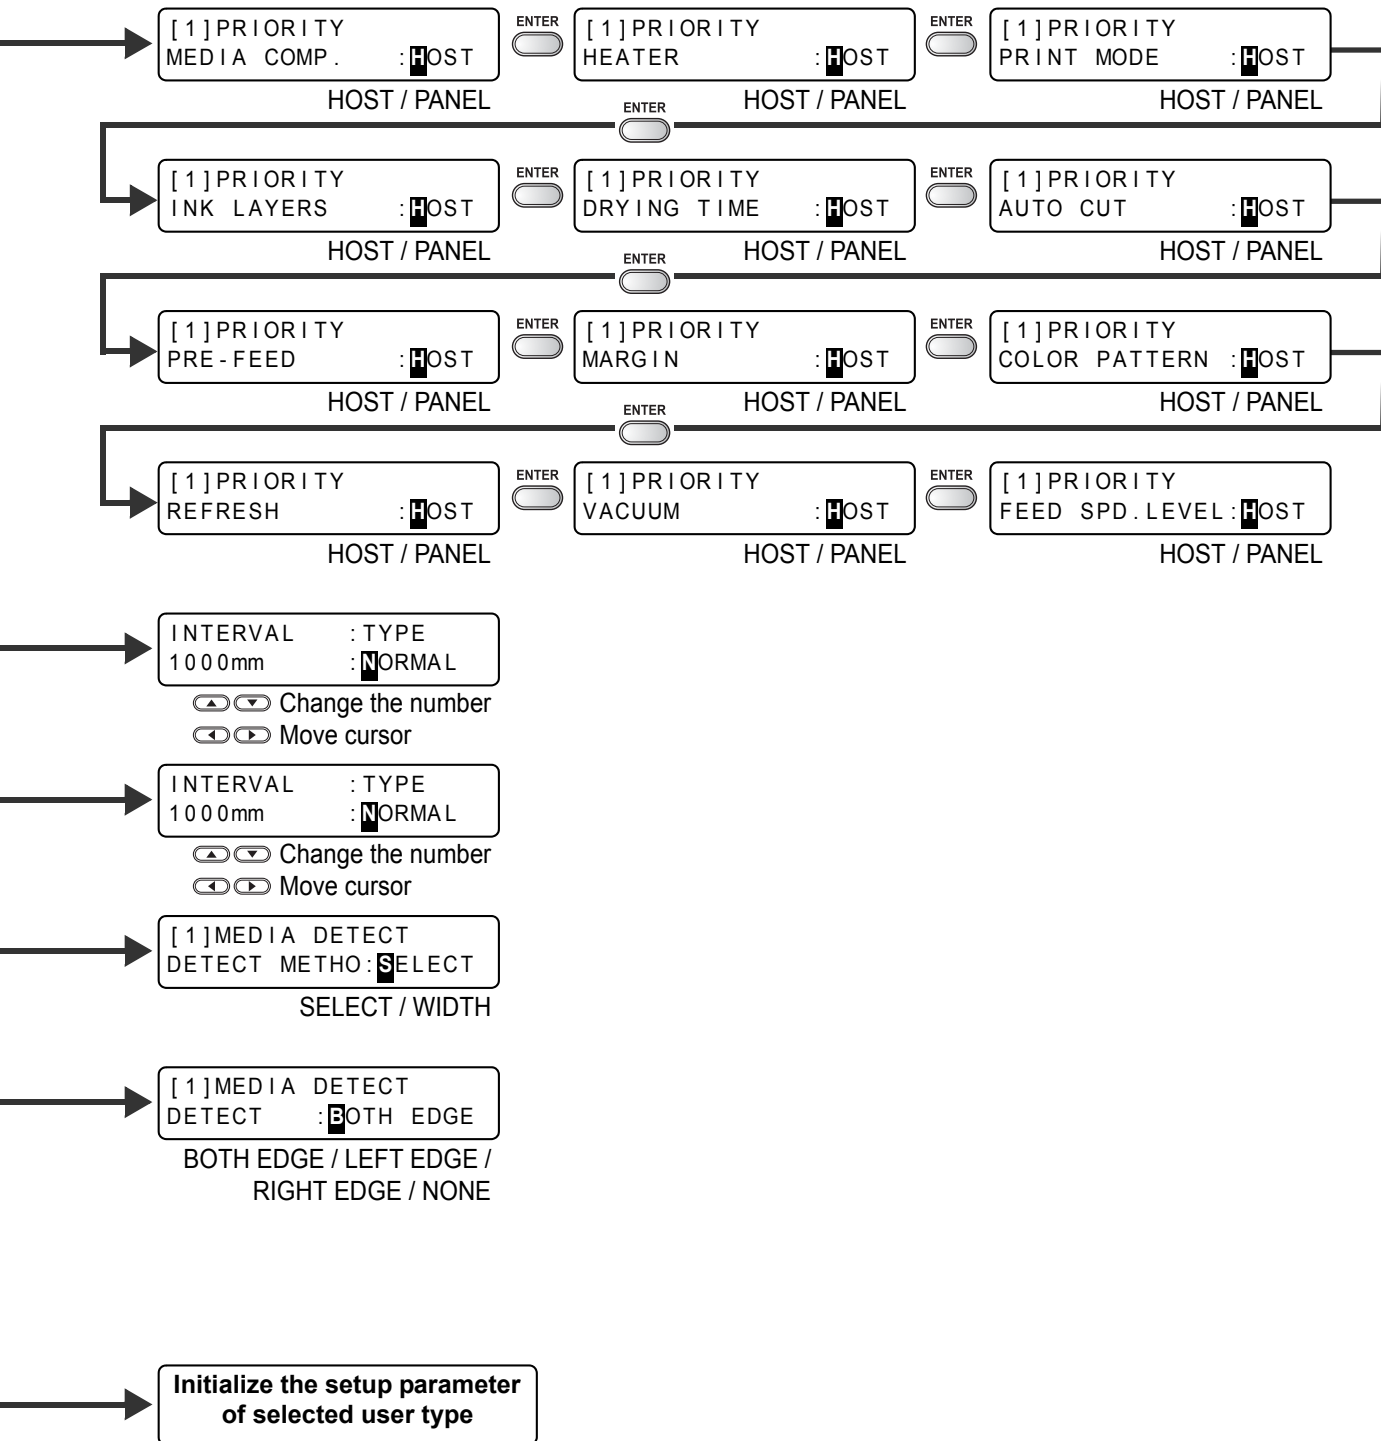 [1]PRIORITY
MEDIA COMP. :HOST
HOST / PANEL
ENTER
[1]PRIORITY
HEATER :HOST
HOST / PANEL
ENTER
[1]PRIORITY
PRINT MODE :HOST
HOST / PANEL
ENTER
[1]PRIORITY
INK LAYERS :HOST
HOST / PANEL
ENTER
[1]PRIORITY
DRYING TIME :HOST
HOST / PANEL
ENTER
[1]PRIORITY
AUTO CUT :HOST
HOST / PANEL
ENTER
[1]PRIORITY
PRE-FEED :HOST
HOST / PANEL
ENTER
[1]PRIORITY
MARGIN :HOST
HOST / PANEL
ENTER
[1]PRIORITY
COLOR PATTERN :HOST
HOST / PANEL
ENTER
[1]PRIORITY
REFRESH :HOST
HOST / PANEL
ENTER
[1]PRIORITY
VACUUM :HOST
HOST / PANEL
ENTER
[1]PRIORITY
FEED SPD.LEVEL:HOST
HOST / PANEL
INTERVAL :TYPE
1000mm :NORMAL
Change the number
Move cursor
INTERVAL :TYPE
1000mm :NORMAL
Change the number
Move cursor
[1]MEDIA DETECT
DETECT METHO:SELECT
SELECT / WIDTH
[1]MEDIA DETECT
DETECT :BOTH EDGE
BOTH EDGE / LEFT EDGE /
RIGHT EDGE / NONE
Initialize the setup parameter
of selected user type